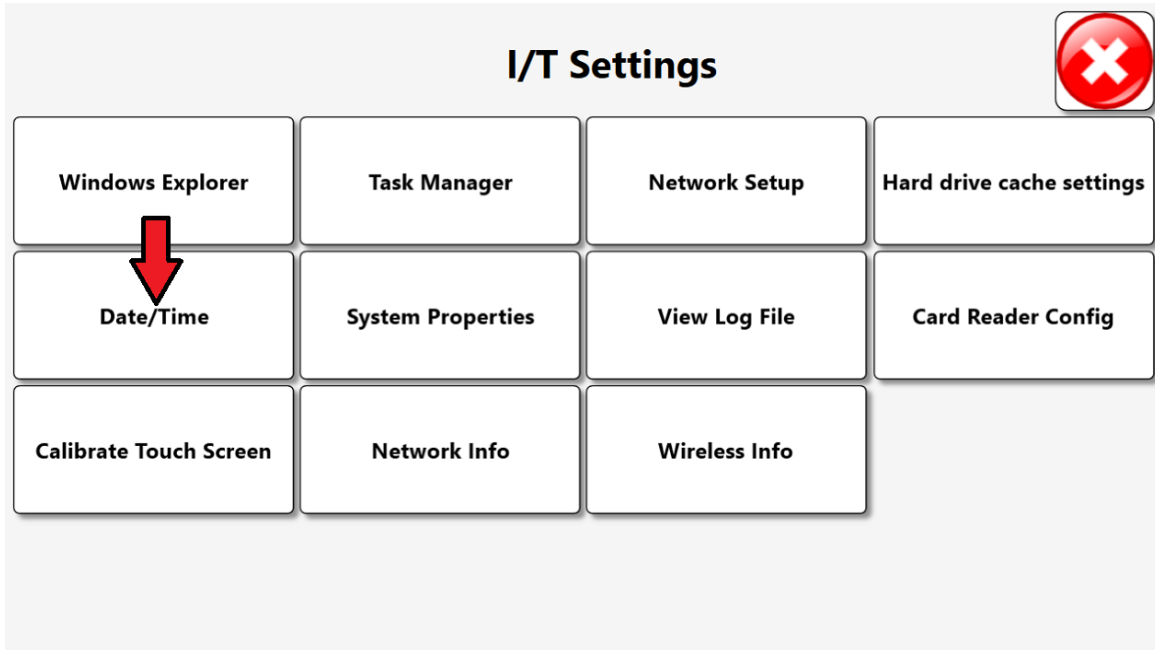 I/T Settings
Windows Explorer
Task Manager
Network Setup
Hard drive cache settings
Date/Time
System Properties
View Log File
Card Reader Config
Calibrate Touch Screen
Network Info
Wireless Info